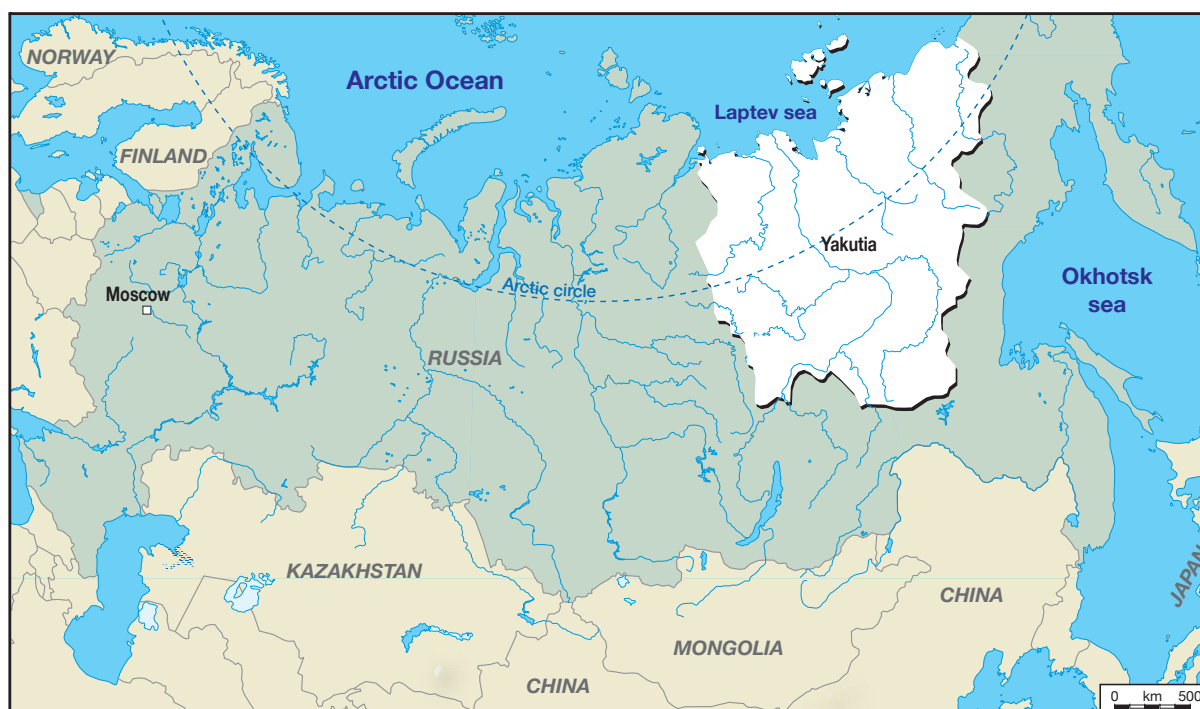 NORWAY
Arctic Ocean
Laptev sea
FINLAND
Yakutia
Okhotsk
sea
Arctic circle
Moscow
RUSSIA
KAZAKHSTAN
JAPAN
CHINA
MONGOLIA
CHINA
0 km 500